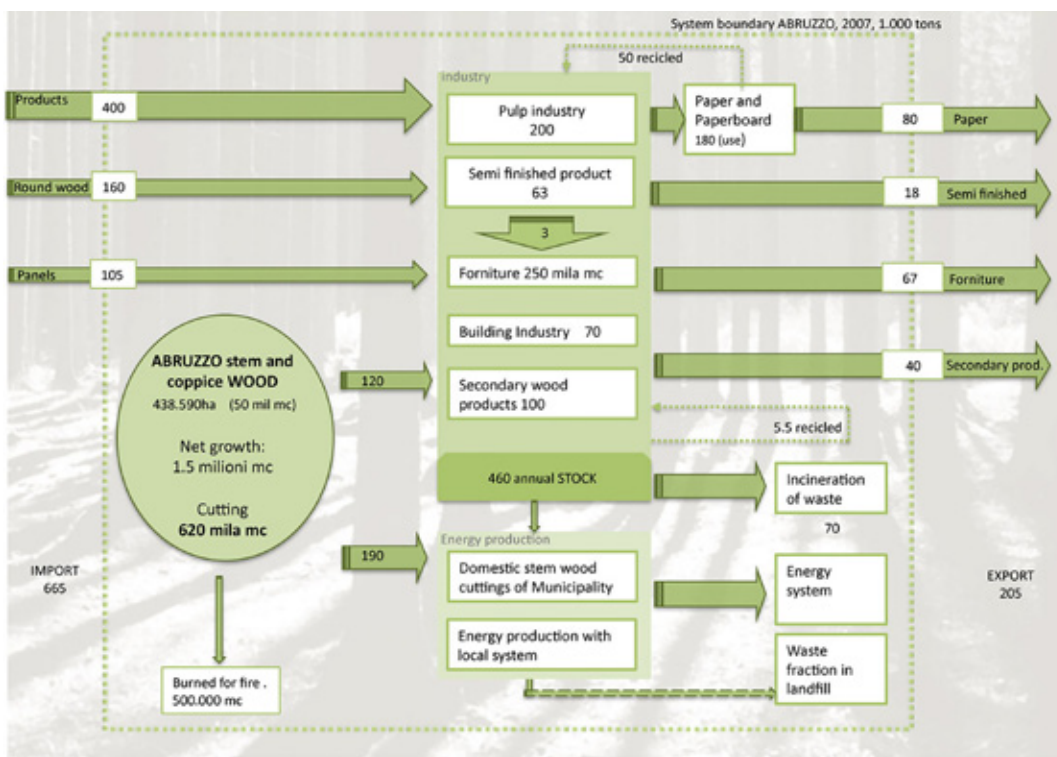 System boundary ABRUZZO, 2007, 1.000 tons
50 recicled
industry
Products
400
Pulp industry
200
Paper and
Paperboard
180 (use)
80
Paper
Round wood
160
Semi finished product
63
18
Semi finished
3
Panels
105
Forniture 250 mila mc
67
Forniture
Building Industry 70
ABRUZZO stem and
coppice WOOD
438.590ha (50 mil mc)
Net growth:
1.5 milioni mc
Cutting
620 mila mc
120
Secondary wood
products 100
40
Secondary prod.
5.5 recicled
460 annual STOCK
Incineration
of waste
70
190
Energy production
Domestic stem wood
cuttings of Municipality
Energy
system
IMPORT
665
EXPORT
205
Energy production with
local system
Waste
fraction in
landfill
Burned for fire .
500.000 mc